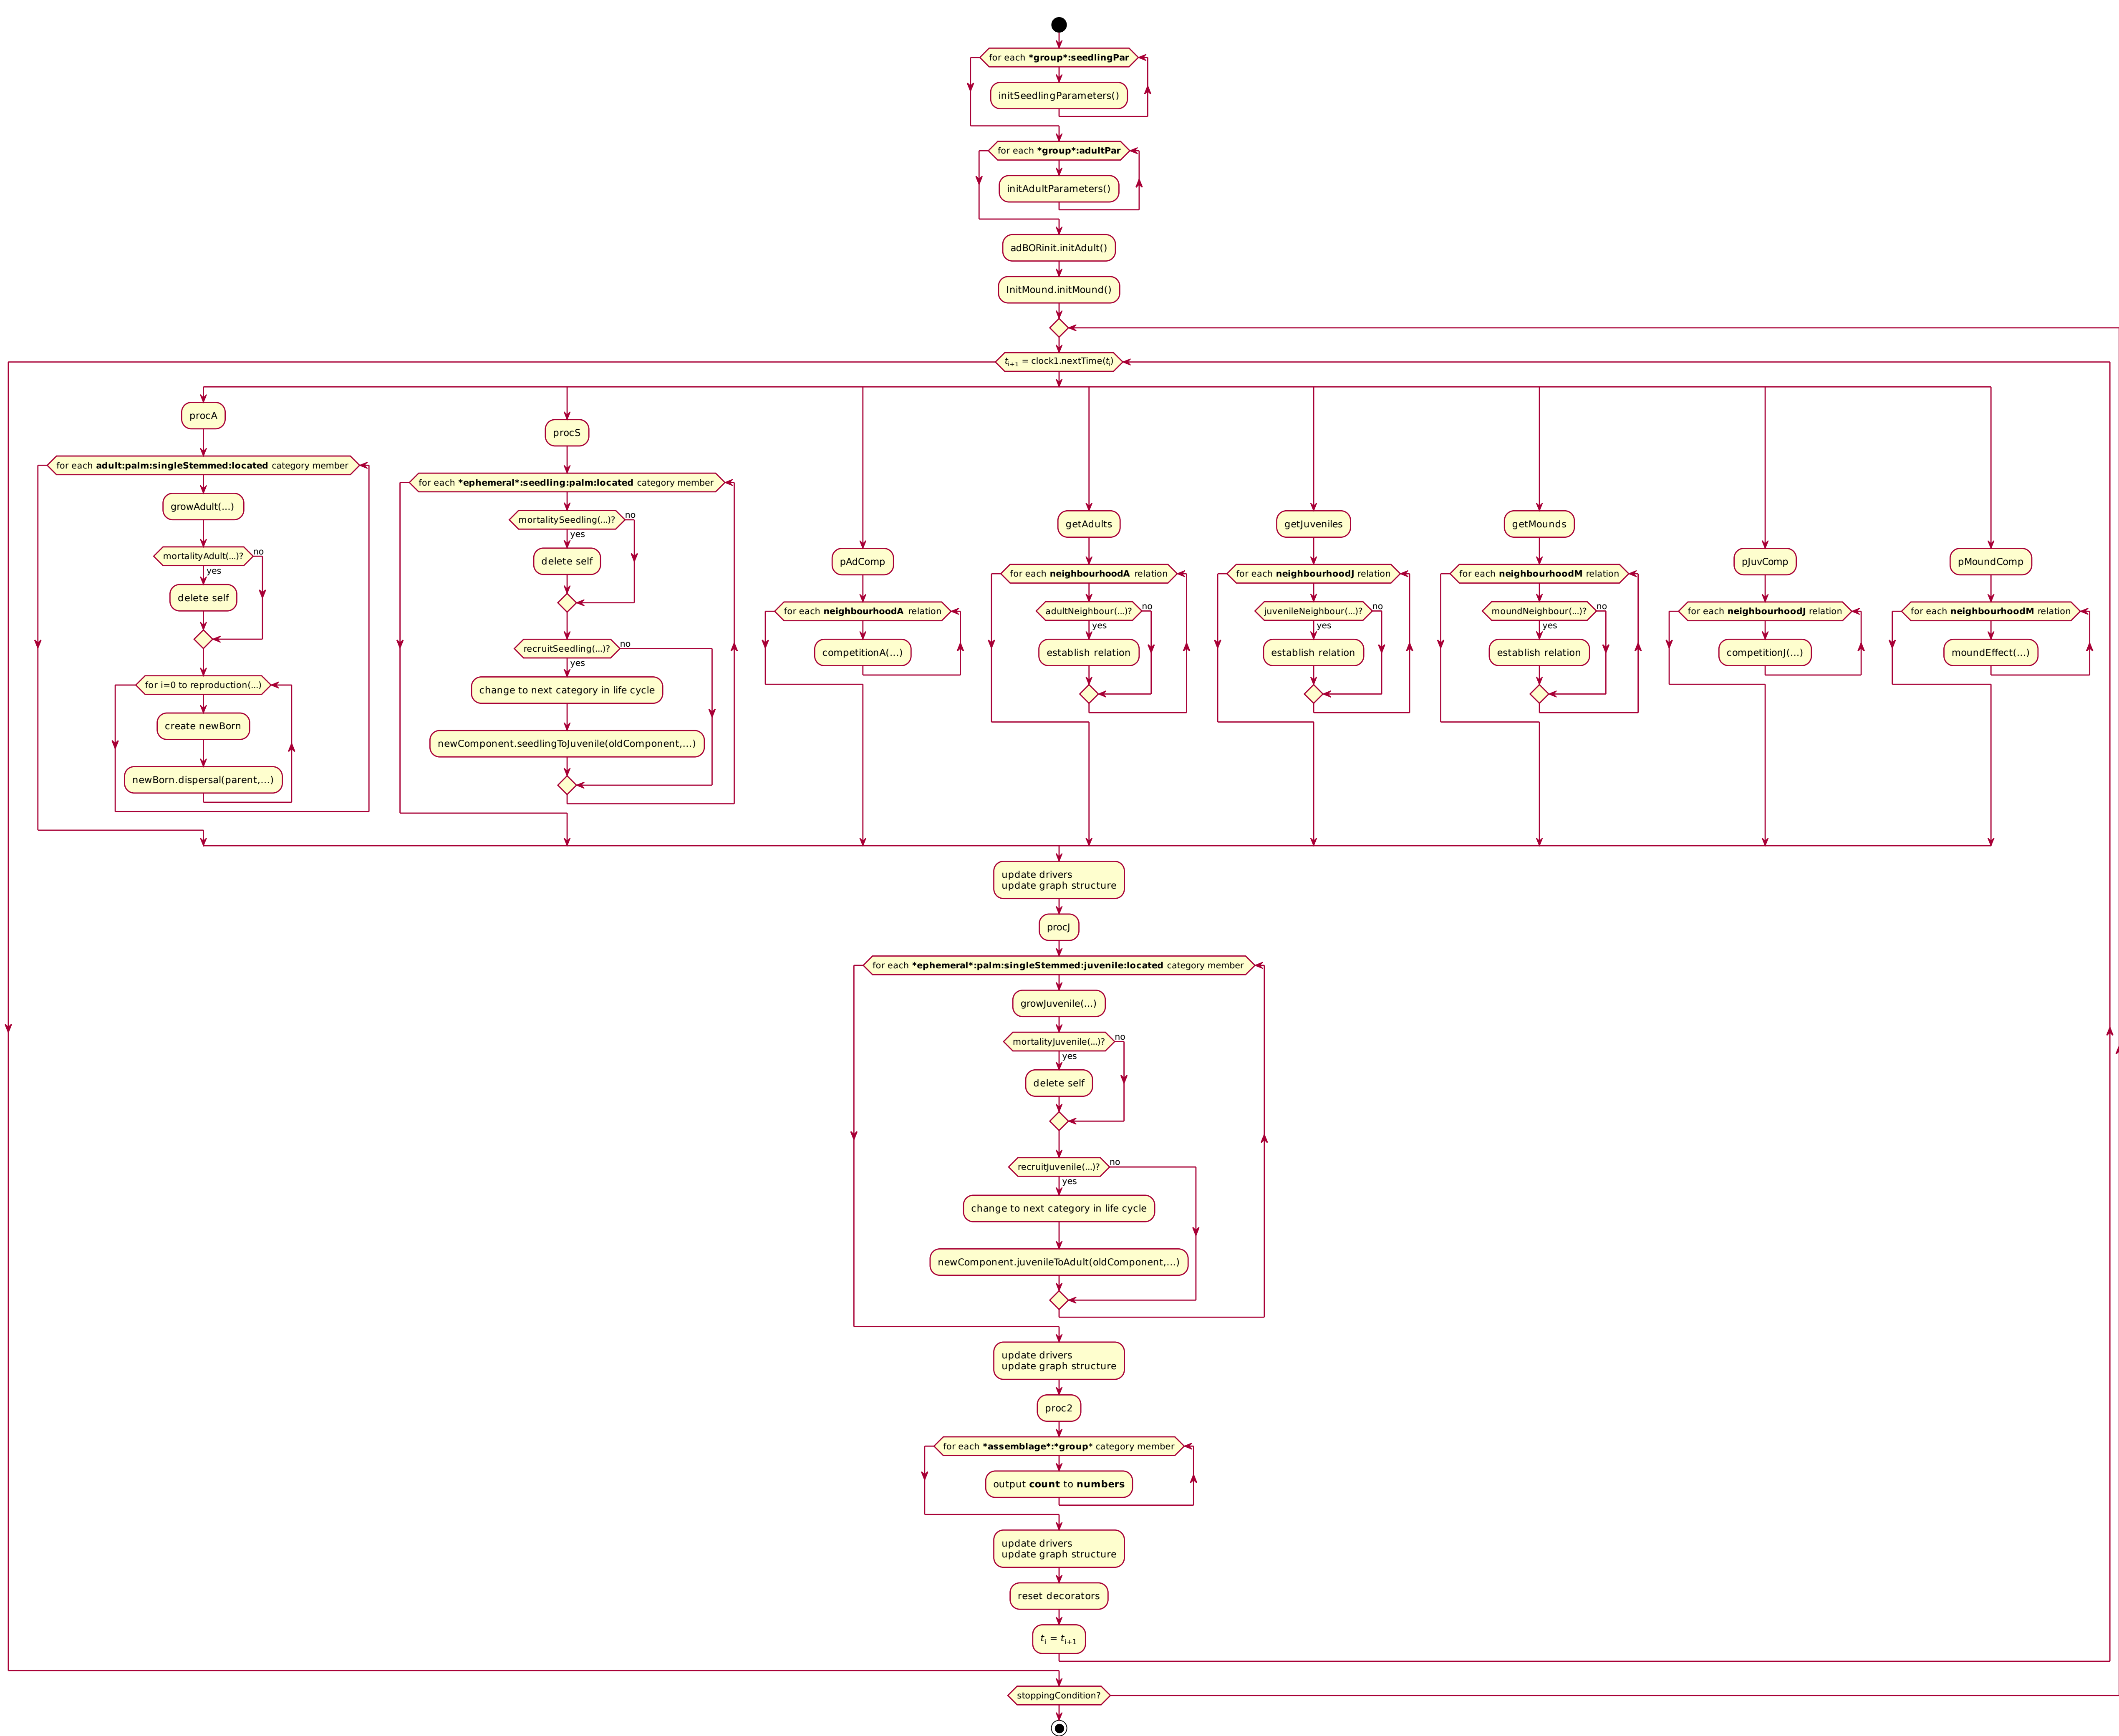 for each *group*:seedlingPar
initSeedlingParameters()
for each *group*:adultPar
initAdultParameters()
adBORinit.initAdult()
InitMound.initMound()
ti+1 = clock1.nextTime(ti)
procA
for each adult:palm:singleStemmed:located category member
growAdult(...)
mortalityAdult(...)?
no
yes
delete self
for i=0 to reproduction(...)
create newBorn
newBorn.dispersal(parent,...)
procS
for each *ephemeral*:seedling:palm:located category member
mortalitySeedling(...)?
no
yes
delete self
recruitSeedling(...)?
no
yes
change to next category in life cycle
newComponent.seedlingToJuvenile(oldComponent,...)
pAdComp
for each neighbourhoodA relation
competitionA(...)
getAdults
for each neighbourhoodA relation
adultNeighbour(...)?
no
yes
establish relation
getJuveniles
for each neighbourhoodJ relation
juvenileNeighbour(...)?
no
yes
establish relation
getMounds
for each neighbourhoodM relation
moundNeighbour(...)?
no
yes
establish relation
pJuvComp
for each neighbourhoodJ relation
competitionJ(...)
pMoundComp
for each neighbourhoodM relation
moundEffect(...)
update drivers
update graph structure
procJ
for each *ephemeral*:palm:singleStemmed:juvenile:located category member
growJuvenile(...)
mortalityJuvenile(...)?
no
yes
delete self
recruitJuvenile(...)?
no
yes
change to next category in life cycle
newComponent.juvenileToAdult(oldComponent,...)
update drivers
update graph structure
proc2
for each *assemblage*:*group* category member
output count to numbers
update drivers
update graph structure
reset decorators
ti = ti+1
stoppingCondition?